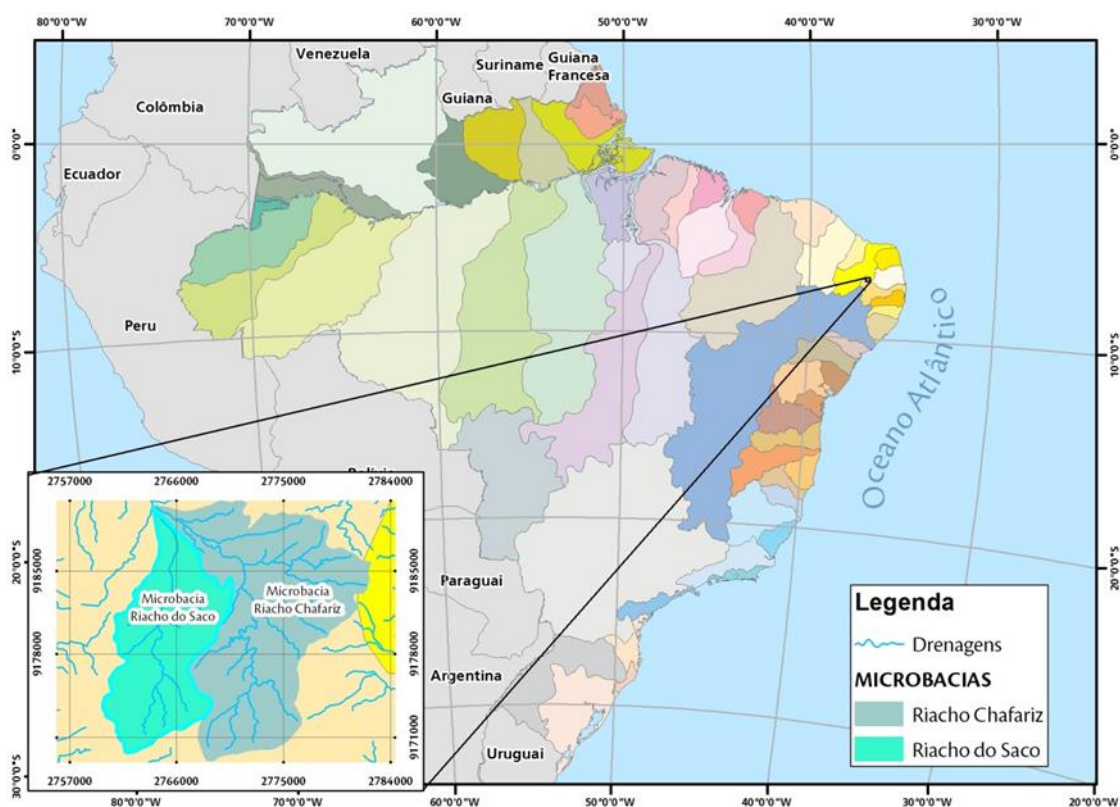 80°0'0"W 70°0'0"W 60°0'0"W 50°0'0"W 40°0'0"W 30°0'0"W
Venezuela
Suriname
Guiana
Francesa
Colômbia
Guiana
0°0'0"
0°0'0"
Ecuador
Peru
10°0'0"S
10°0'0"S
Oceano Atlântico
2757000 2766000 2775000 2784000
9185000
9185000
Microbacia
Riacho do Saco
Microbacia
Riacho Chafariz
9178000
9178000
9171000
9171000
2757000 2766000 2775000 2784000
20°0'0"S
20°0'0"S
Paraguai
Argentina
Uruguai
Legenda
Drenagens
MICROBACIAS
Riacho Chafariz
Riacho do Saco
30°0'0"S
80°0'0"W 70°0'0"W 60°0'0"W 50°0'0"W 40°0'0"W 30°0'0"W 20°0'0"W